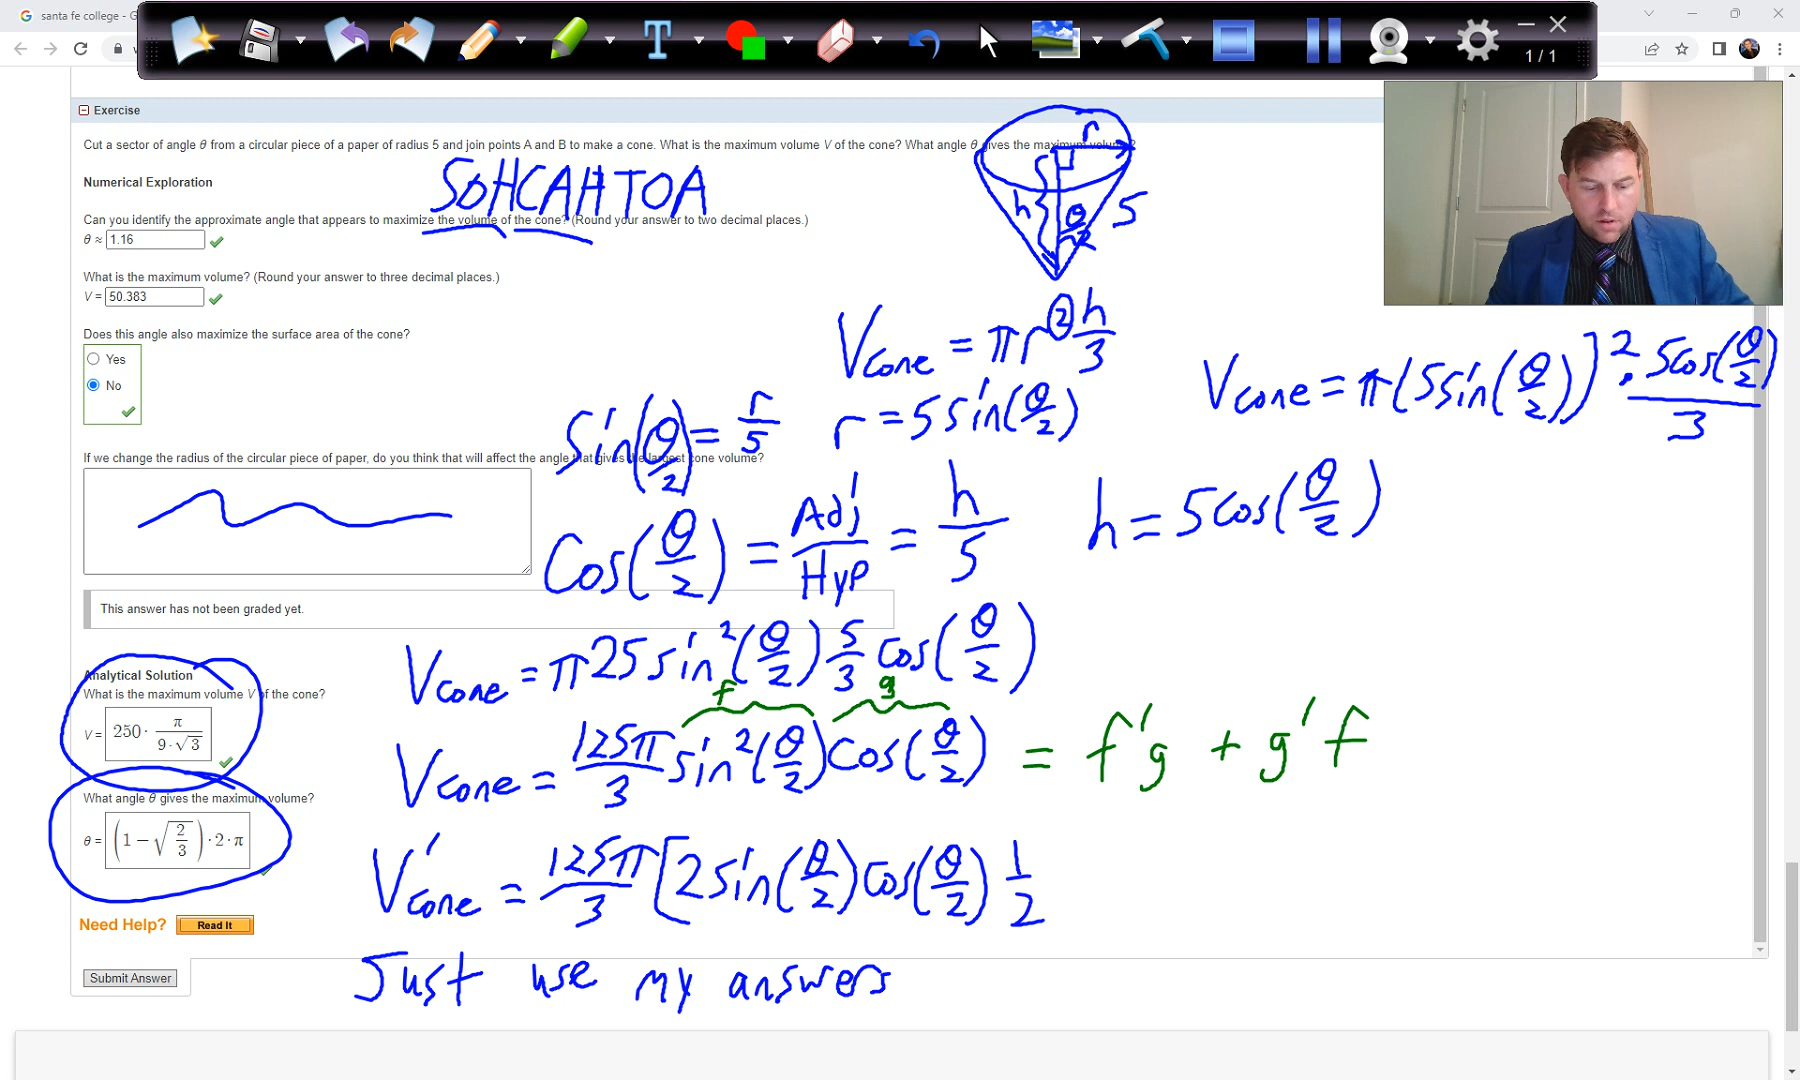 santa fe college - G
1 / 1
Exercise
Cut a sector of angle θ from a circular piece of a paper of radius 5 and join points A and B to make a cone. What is the maximum volume V of the cone? What angle θ gives the maximum volume?
r
Numerical Exploration
SOHCAHTOA
Can you identify the approximate angle that appears to maximize the volume of the cone? (Round your answer to two decimal places.)
h θ/2 5
θ ≈ 1.16
What is the maximum volume? (Round your answer to three decimal places.)
V = 50.383
Does this angle also maximize the surface area of the cone?
Yes
No
Vcone = πr² h/3
Vcone = π(5sin(θ/2))² · 5cos(θ/2)/3
sin(θ/2) = r/5 r = 5sin(θ/2)
If we change the radius of the circular piece of paper, do you think that will affect the angle that gives the largest cone volume?
Cos(θ/2) = Adj/Hyp = h/5 h = 5cos(θ/2)
This answer has not been graded yet.
Vcone = π25sin²(θ/2) 5/3 cos(θ/2)
Analytical Solution
What is the maximum volume V of the cone?
f g
V = 250 · π/(9·√3)
Vcone = 125π/3 sin²(θ/2)cos(θ/2) = f'g + g'f
What angle θ gives the maximum volume?
θ = (1 − √(2/3)) · 2 · π
V'cone = 125π/3 [2sin(θ/2)cos(θ/2) 1/2
Need Help? Read It
Submit Answer
Just use my answers